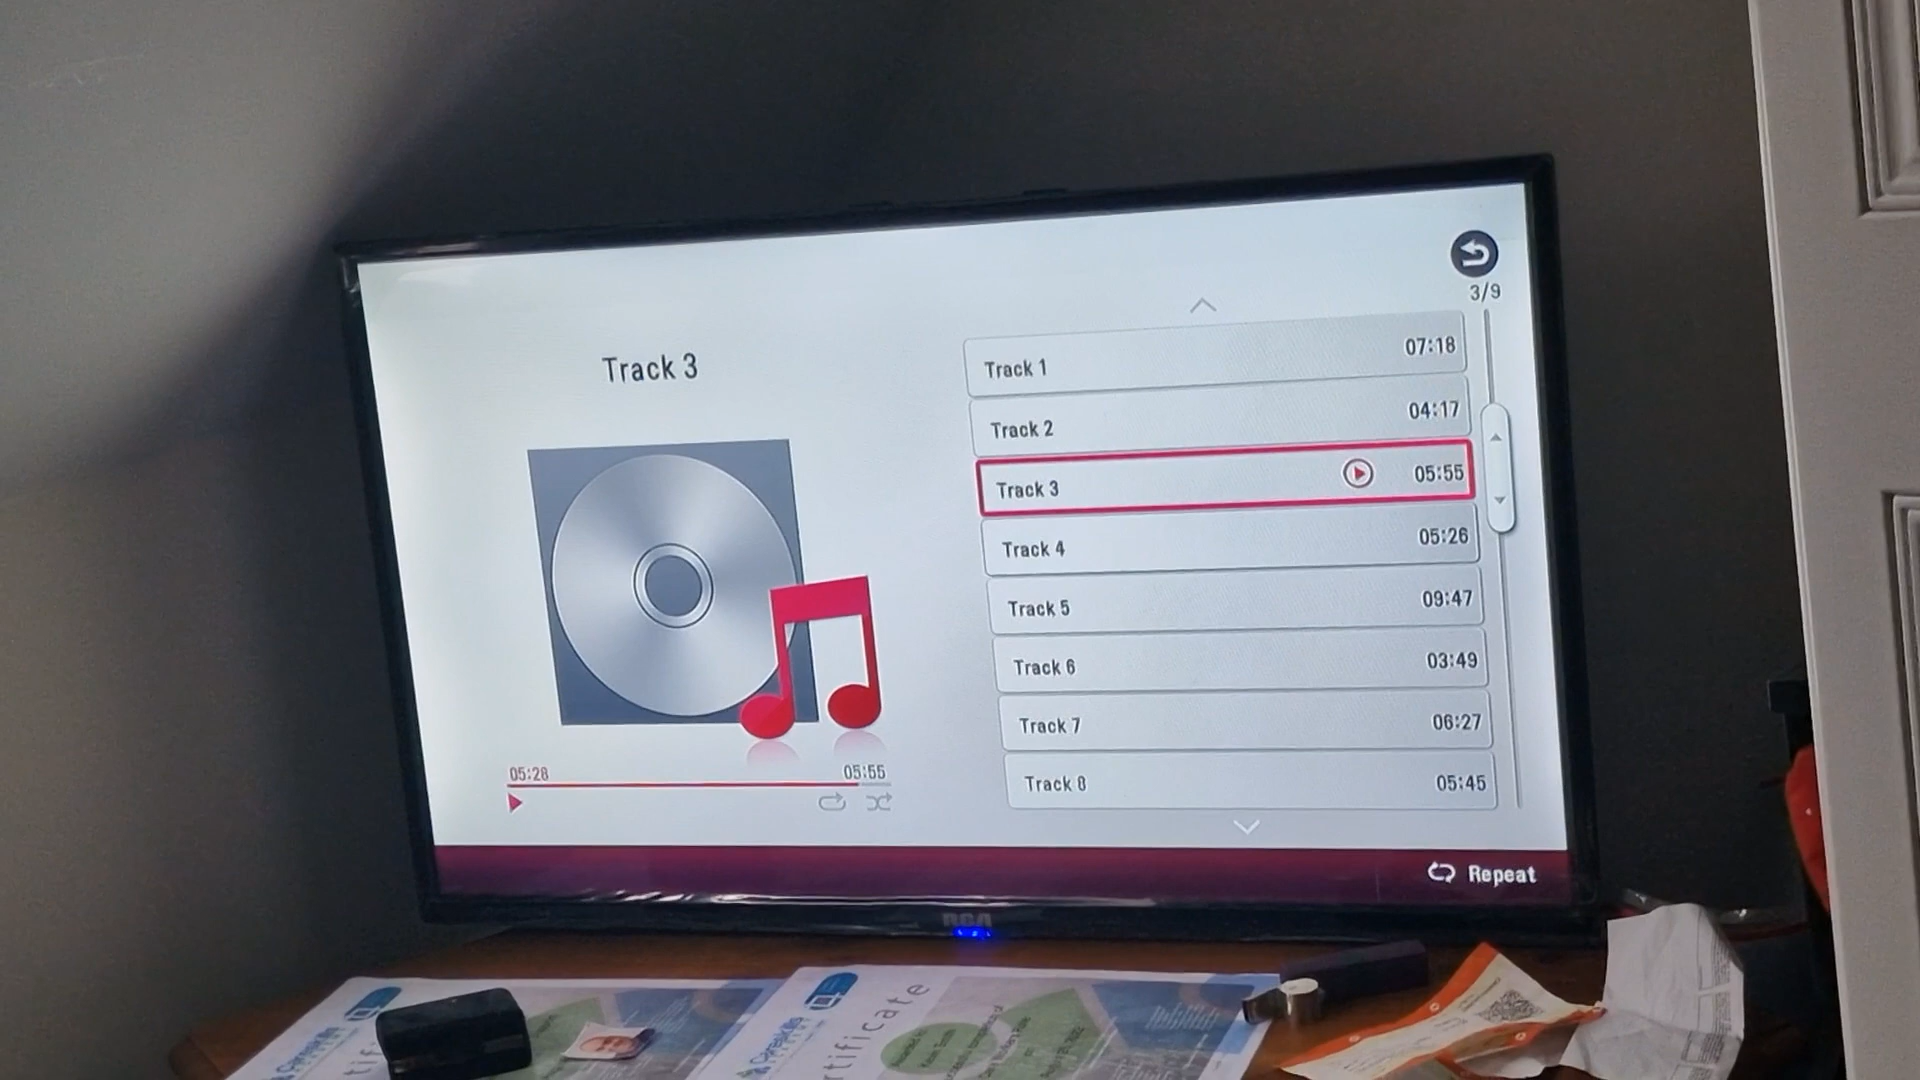 3/9
Track 3
Track 1 07:18
Track 2 04:17
Track 3 05:55
Track 4 05:26
Track 5 09:47
Track 6 03:49
Track 7 06:27
Track 8 05:45
05:28 05:55
Repeat
RCA
rtificate